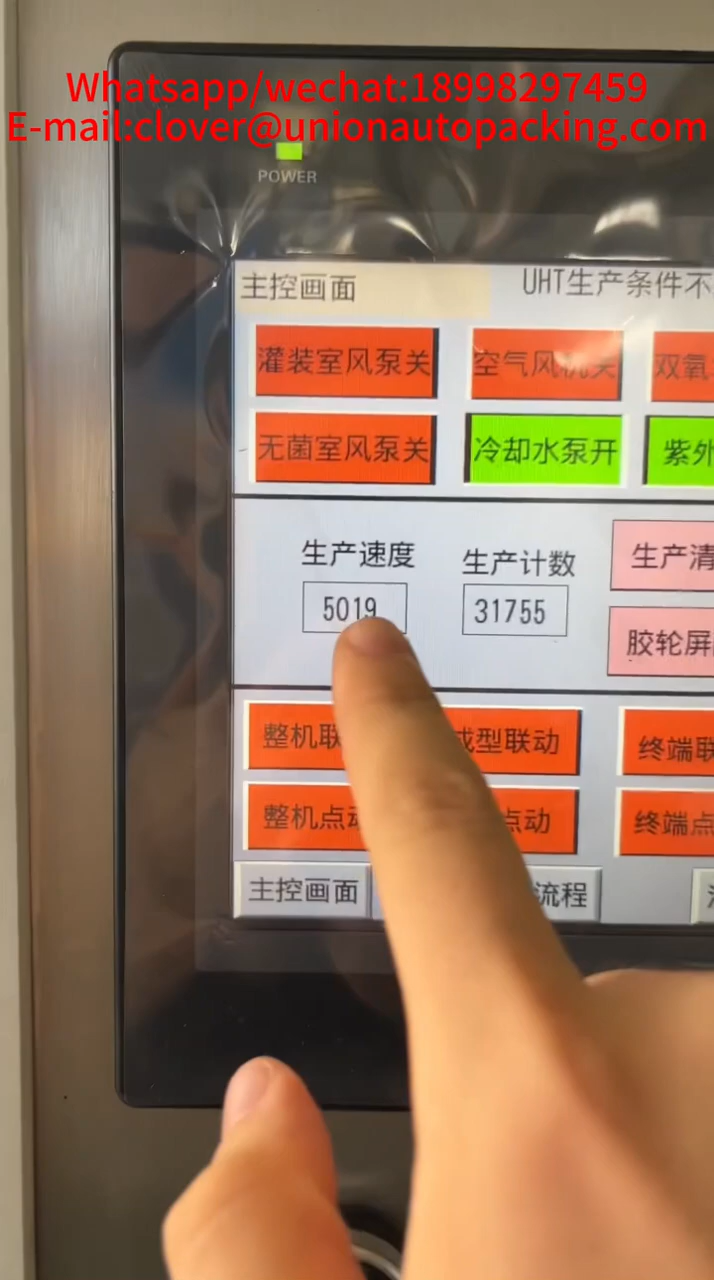 Whatsapp/wechat:18998297459
E-mail:clover@unionautopacking.com
POWER
主控画面
UHT生产条件不
灌装室风泵关
空气风机关
双氧
无菌室风泵关
冷却水泵开
紫外
生产速度
生产计数
生产清
5019
31755
胶轮屏
整机联
成型联动
终端联
整机点动
点动
终端点
主控画面
流程